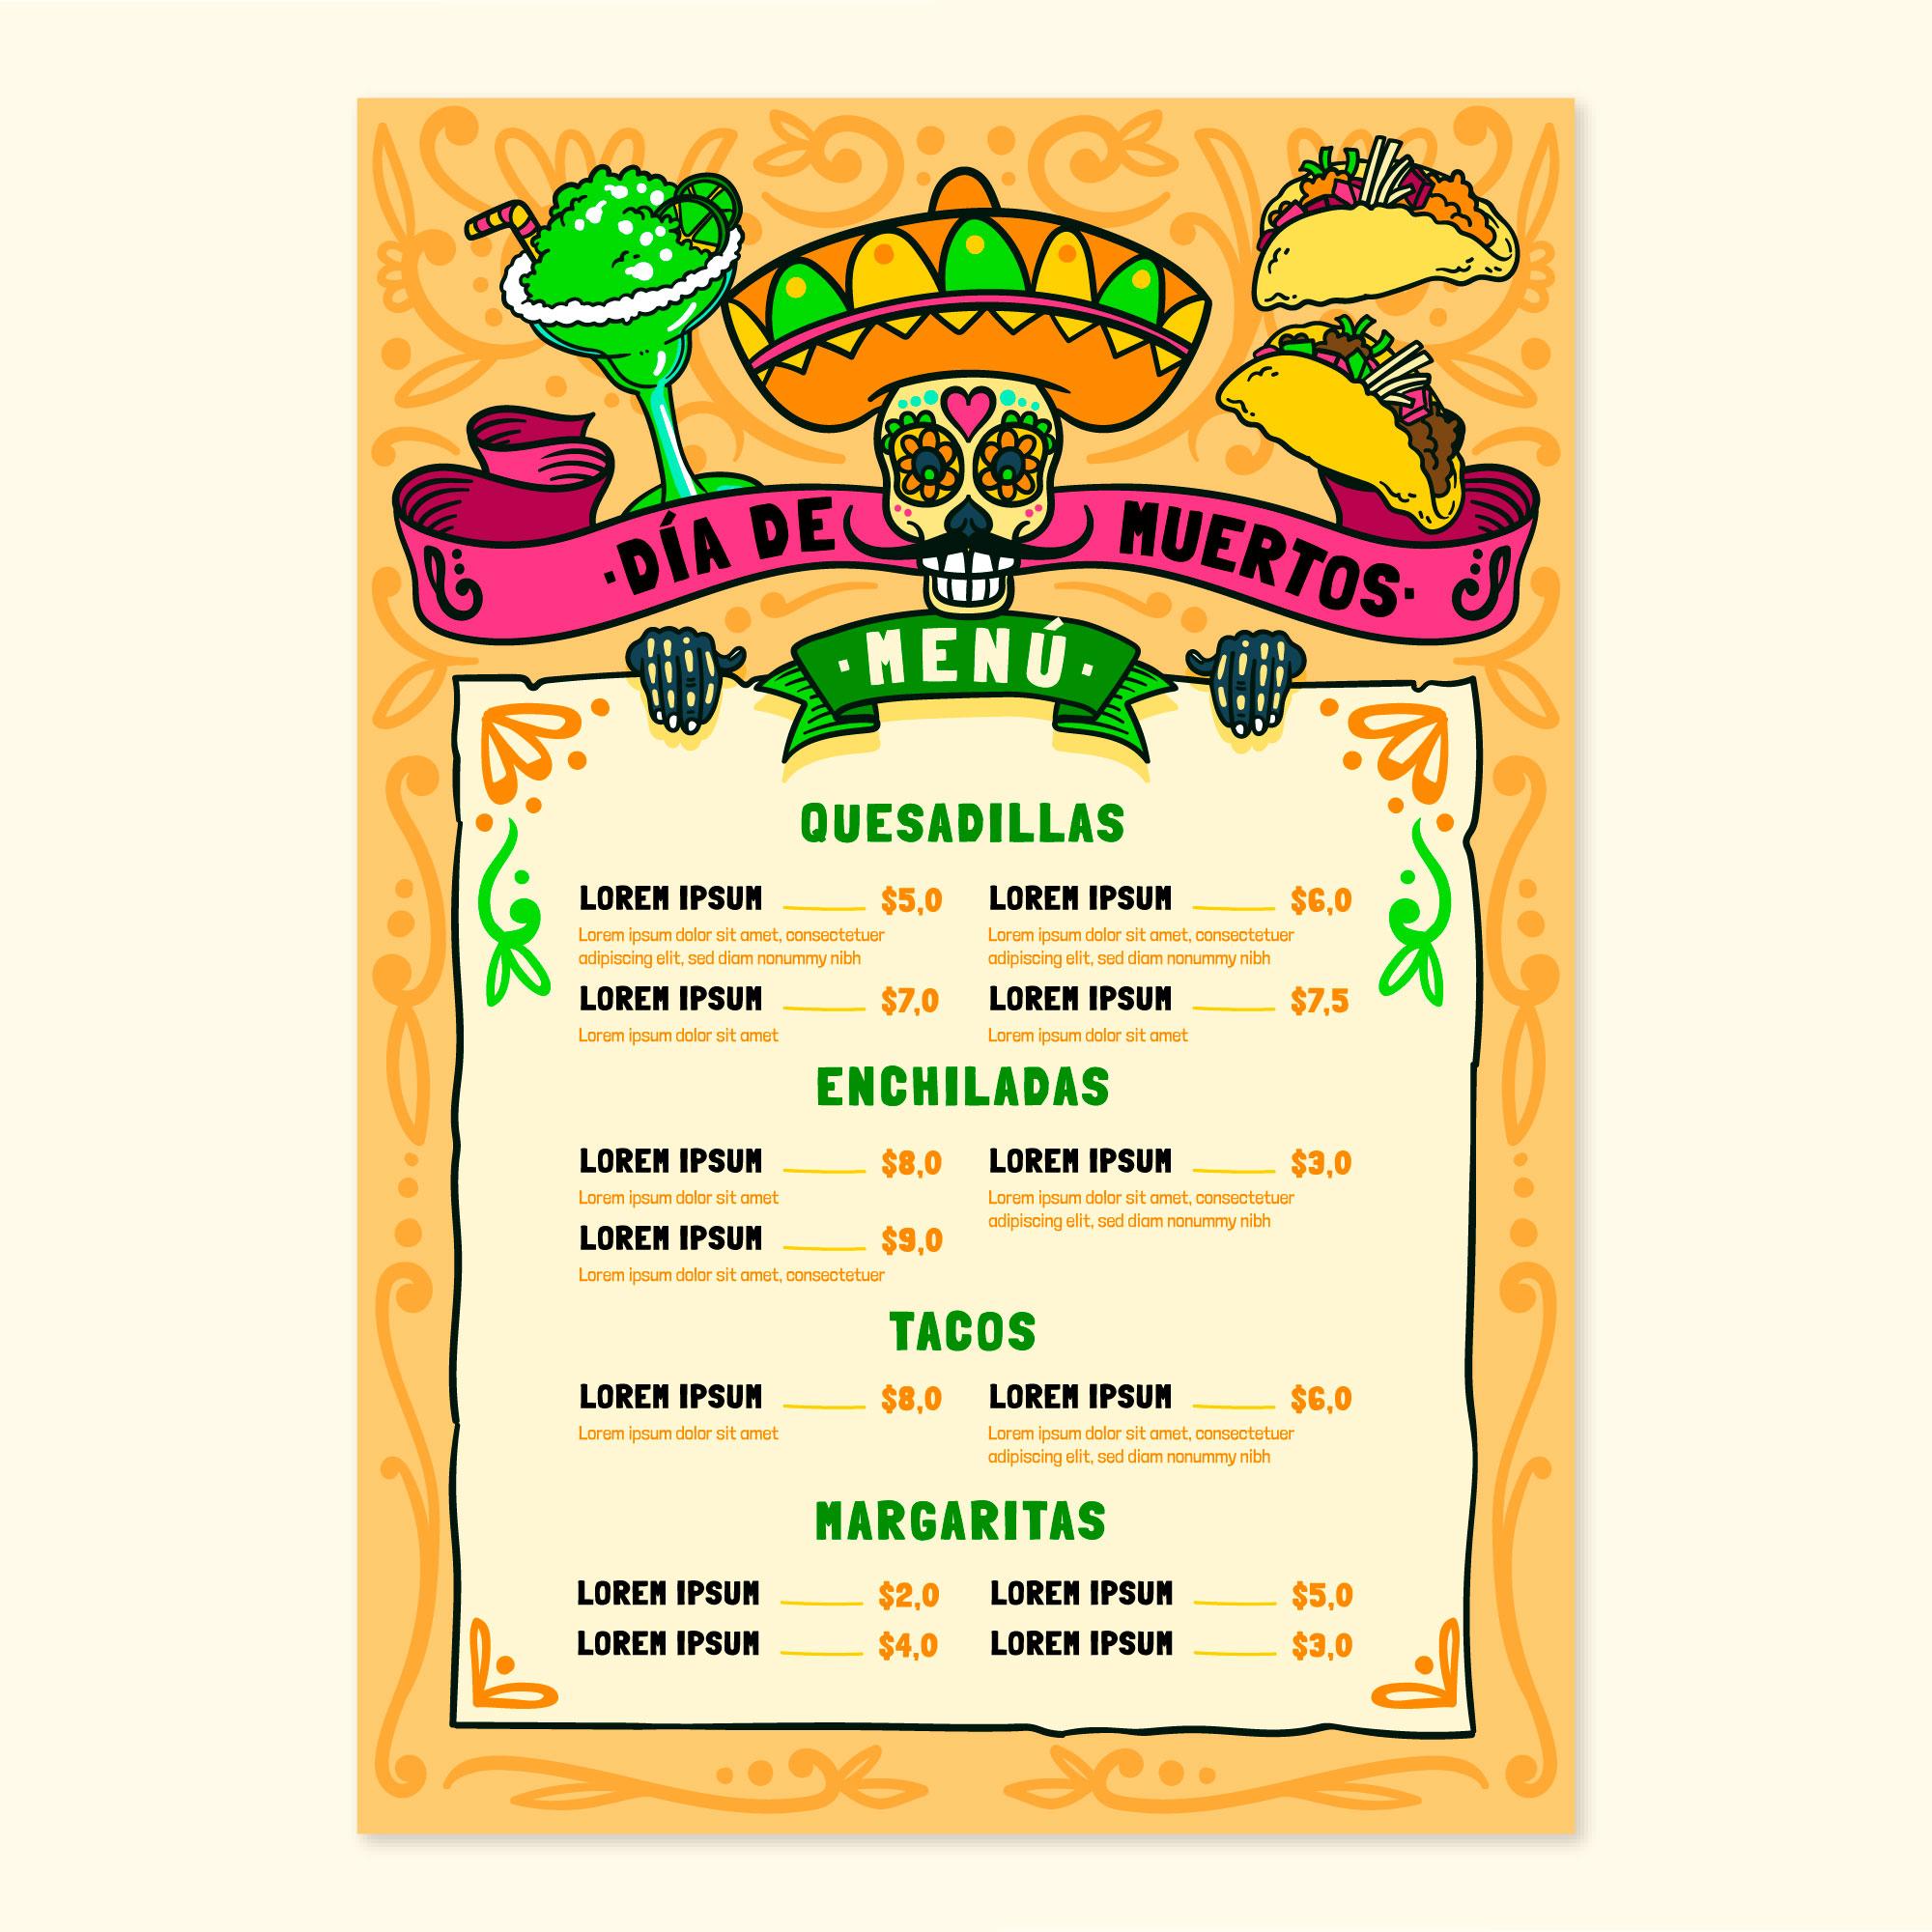 ·DÍA DE MUERTOS·
·MENÚ·
QUESADILLAS
LOREM IPSUM $5,0
Lorem ipsum dolor sit amet, consectetuer
adipiscing elit, sed diam nonummy nibh
LOREM IPSUM $7,0
Lorem ipsum dolor sit amet
LOREM IPSUM $6,0
Lorem ipsum dolor sit amet, consectetuer
adipiscing elit, sed diam nonummy nibh
LOREM IPSUM $7,5
Lorem ipsum dolor sit amet
ENCHILADAS
LOREM IPSUM $8,0
Lorem ipsum dolor sit amet
LOREM IPSUM $9,0
Lorem ipsum dolor sit amet, consectetuer
LOREM IPSUM $3,0
Lorem ipsum dolor sit amet, consectetuer
adipiscing elit, sed diam nonummy nibh
TACOS
LOREM IPSUM $8,0
Lorem ipsum dolor sit amet
LOREM IPSUM $6,0
Lorem ipsum dolor sit amet, consectetuer
adipiscing elit, sed diam nonummy nibh
MARGARITAS
LOREM IPSUM $2,0
LOREM IPSUM $4,0
LOREM IPSUM $5,0
LOREM IPSUM $3,0